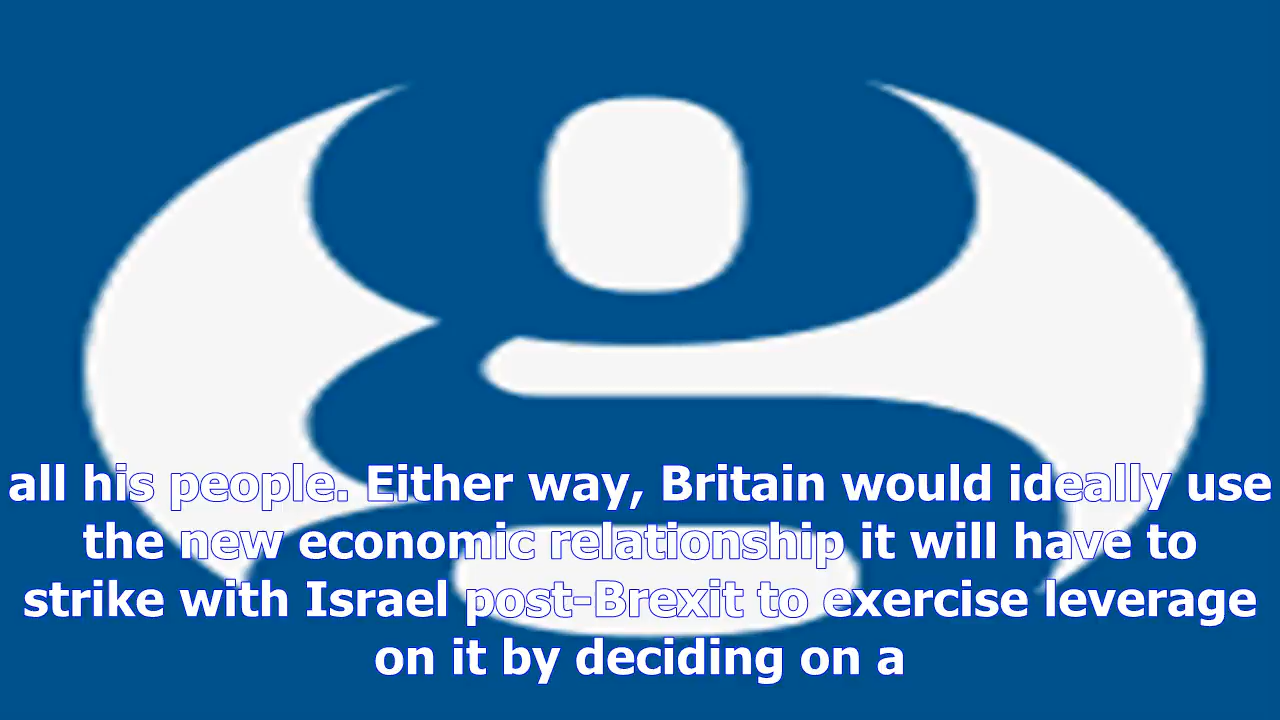 all his people. Either way, Britain would ideally use
the new economic relationship it will have to
strike with Israel post-Brexit to exercise leverage
on it by deciding on a